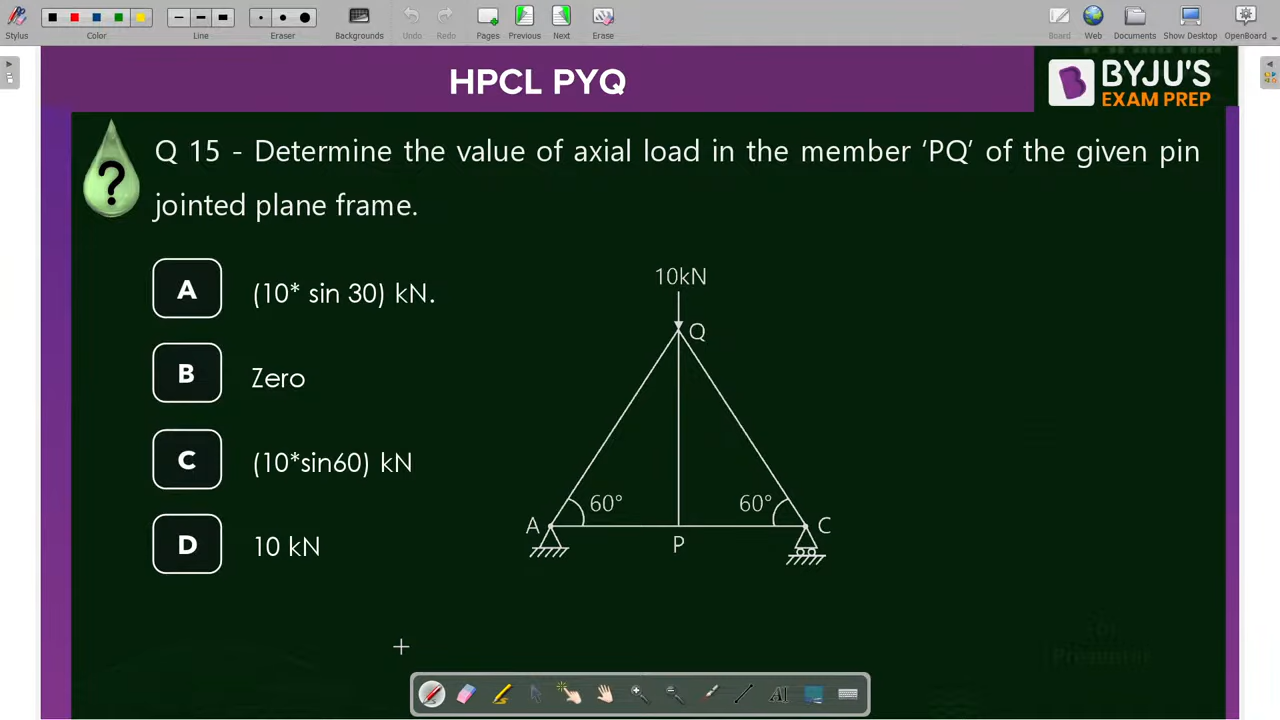 Stylus
Color
Line
Eraser
Backgrounds
Undo
Redo
Pages
Previous
Next
Erase
Board
Web
Documents
Show Desktop
OpenBoard
HPCL PYQ
BYJU'S
EXAM PREP
?
Q 15 - Determine the value of axial load in the member ‘PQ’ of the given pin
jointed plane frame.
A (10* sin 30) kN.
B Zero
C (10*sin60) kN
D 10 kN
10kN
Q
60°
60°
A
C
P
Presenter
AI